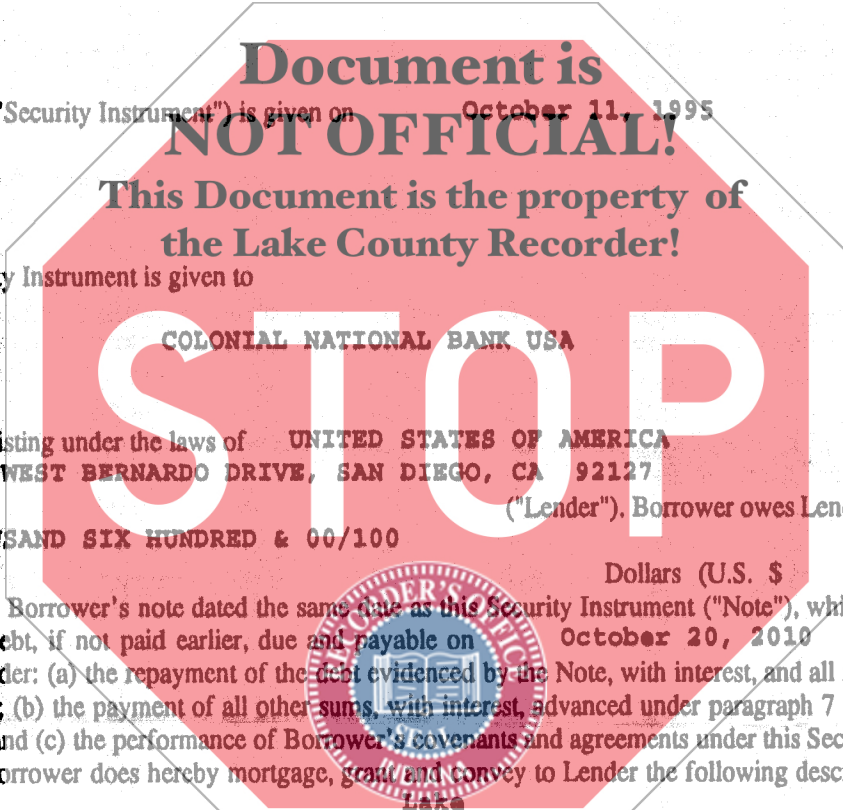 Document is
Security Instrument") is given on October 11, 1995
NOT OFFICIAL!
This Document is the property of
the Lake County Recorder!
y Instrument is given to
STOP
COLONIAL NATIONAL BANK USA
isting under the laws of UNITED STATES OF AMERICA
WEST BERNARDO DRIVE, SAN DIEGO, CA 92127
("Lender"). Borrower owes Len
SAND SIX HUNDRED & 00/100
Dollars (U.S. $
Borrower's note dated the same date as this Security Instrument ("Note"), whi
ebt, if not paid earlier, due and payable on October 20, 2010
der: (a) the repayment of the debt evidenced by the Note, with interest, and all
; (b) the payment of all other sums, with interest, advanced under paragraph 7
nd (c) the performance of Borrower's covenants and agreements under this Sec
orrower does hereby mortgage, grant and convey to Lender the following desc
Lake